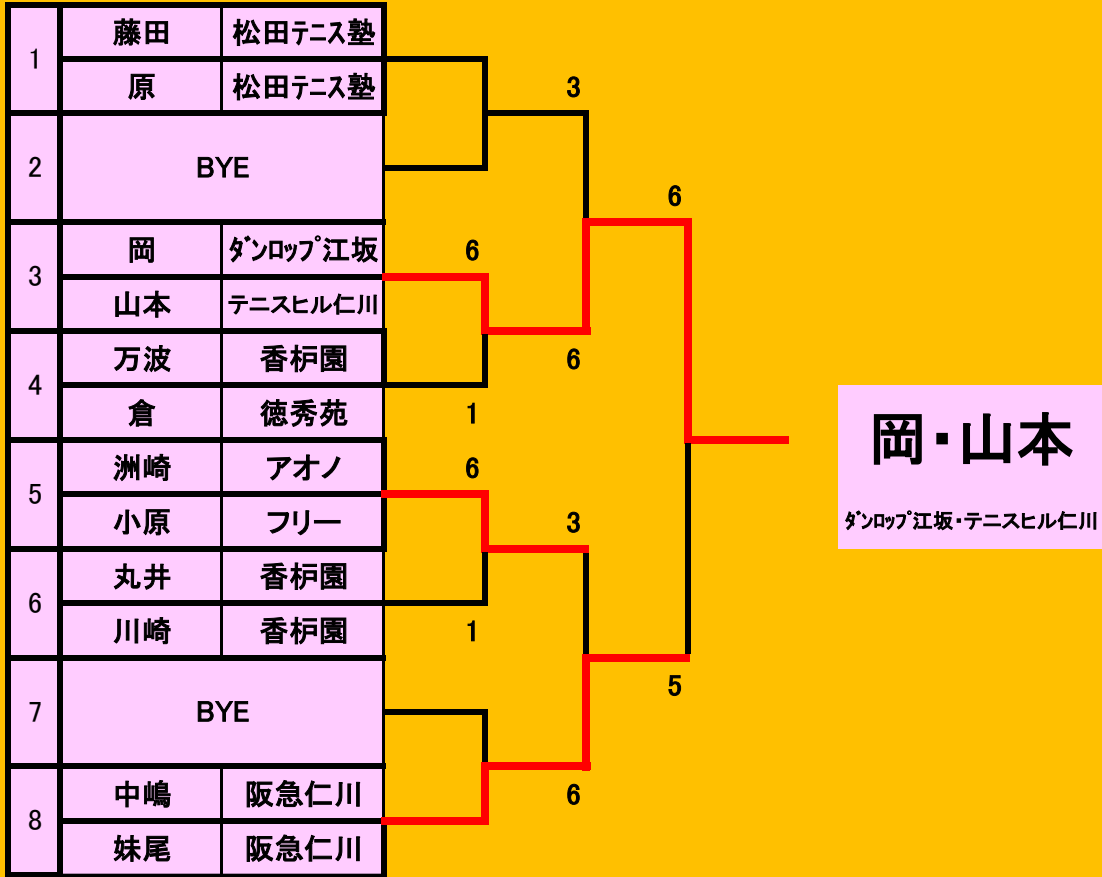 1 藤田 松田テニス塾
原 松田テニス塾
3
2 BYE
6
3 岡 ﾀﾞﾝﾛｯﾌﾟ江坂 6
山本 テニスヒル仁川
4 万波 香枦園 6
倉 徳秀苑 1
岡・山本
ﾀﾞﾝﾛｯﾌﾟ江坂・テニスヒル仁川
5 洲崎 アオノ 6
小原 フリー 3
6 丸井 香枦園
川崎 香枦園 1
5
7 BYE
8 中嶋 阪急仁川 6
妹尾 阪急仁川